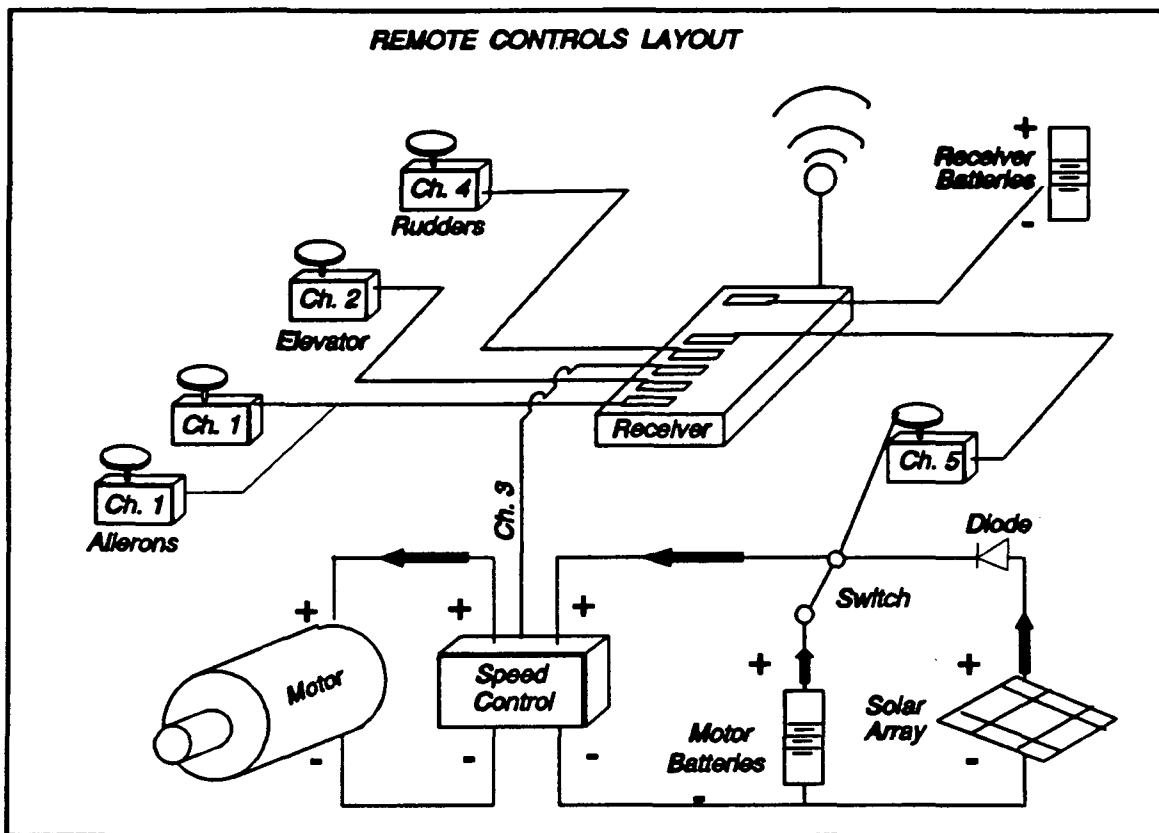 REMOTE CONTROLS LAYOUT
+
Receiver
Batteries
-
Ch. 4
Rudders
Ch. 2
Elevator
Ch. 1
Receiver
Ch. 1
Ailerons
Ch. 3
Ch. 5
Diode
Switch
+
+
+
Motor
Speed
Control
+
Motor
Batteries
+
Solar
Array
-
-
-
-
-